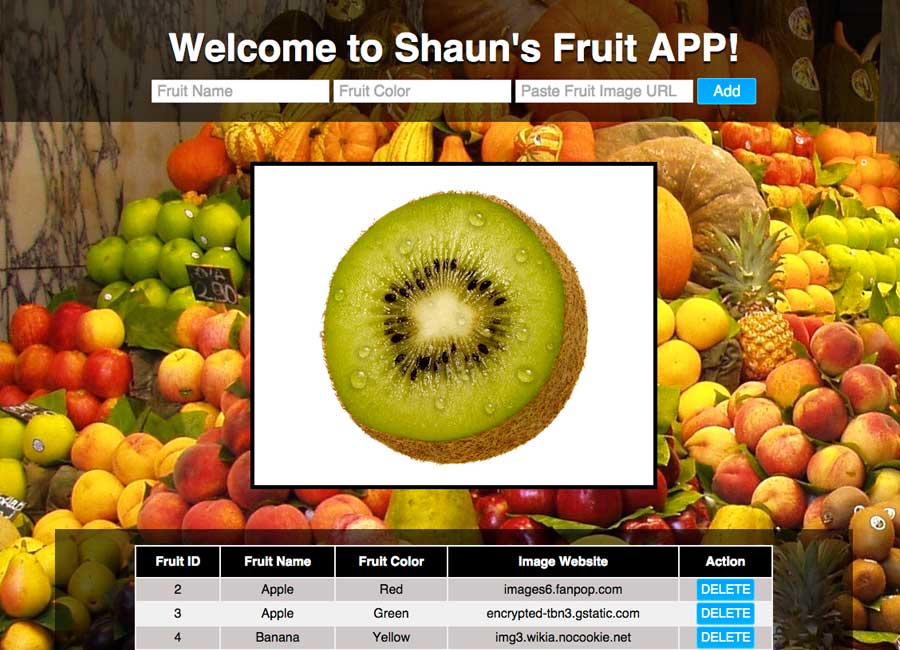 Welcome to Shaun's Fruit APP!
Fruit Name Fruit Color Paste Fruit Image URL Add
2.90
Fruit ID Fruit Name Fruit Color Image Website Action
2 Apple Red images6.fanpop.com DELETE
3 Apple Green encrypted-tbn3.gstatic.com DELETE
4 Banana Yellow img3.wikia.nocookie.net DELETE